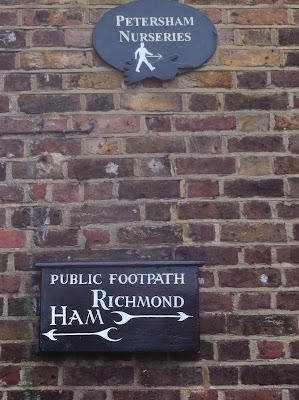 PETERSHAM
NURSERIES
PUBLIC FOOTPATH
RICHMOND
HAM